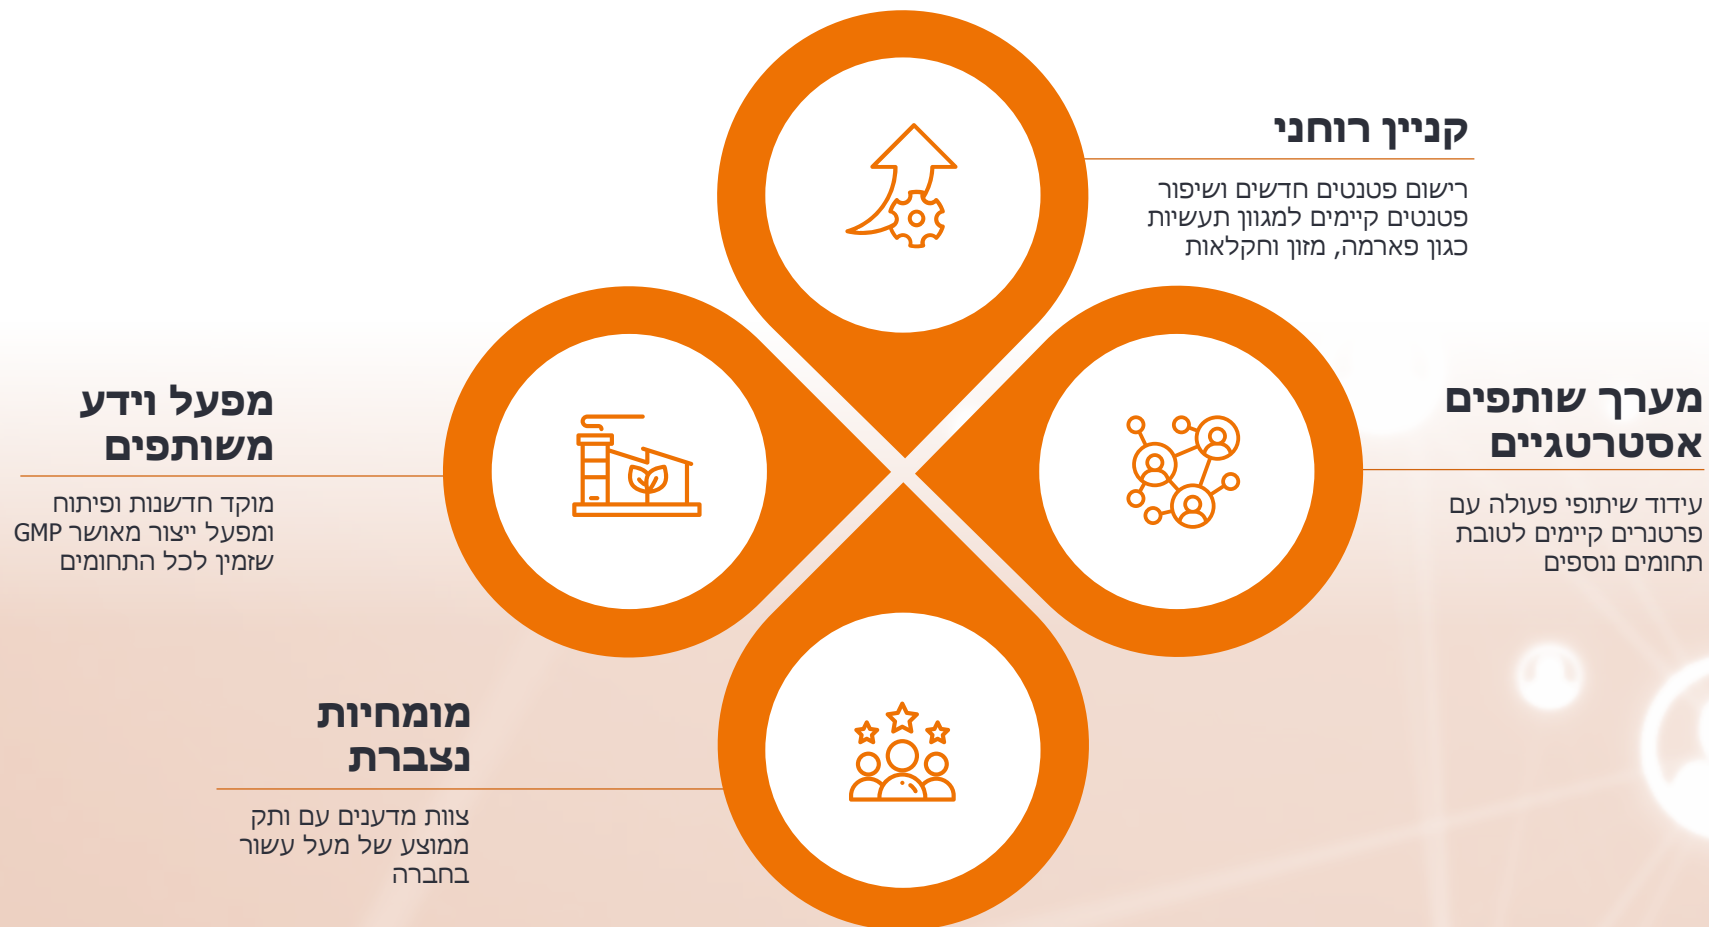 קניין רוחני
רישום פטנטים חדשים ושיפור
פטנטים קיימים למגוון תעשיות
כגון פארמה, מזון וחקלאות
מערך שותפים
אסטרטגיים
עידוד שיתופי פעולה עם
פרטנרים קיימים לטובת
תחומים נוספים
מפעל וידע
משותפים
מוקד חדשנות ופיתוח
ומפעל ייצור מאושר GMP
שזמין לכל התחומים
מומחיות
נצברת
צוות מדענים עם ותק
ממוצע של מעל עשור
בחברה